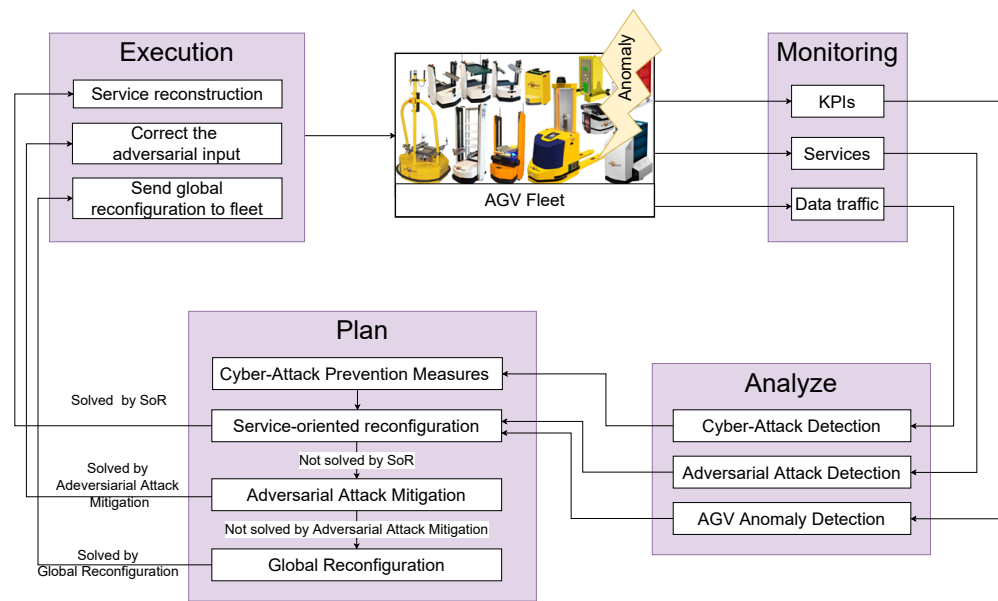 Execution
Service reconstruction
Correct the
adversarial input
Send global
reconfiguration to fleet
Anomaly
AGV Fleet
Monitoring
KPIs
Services
Data traffic
Plan
Cyber-Attack Prevention Measures
Solved by SoR
Service-oriented reconfiguration
Not solved by SoR
Solved by
Adeversiarial Attack
Mitigation
Adversarial Attack Mitigation
Not solved by Adversarial Attack Mitigation
Solved by
Global Reconfiguration
Global Reconfiguration
Analyze
Cyber-Attack Detection
Adversarial Attack Detection
AGV Anomaly Detection